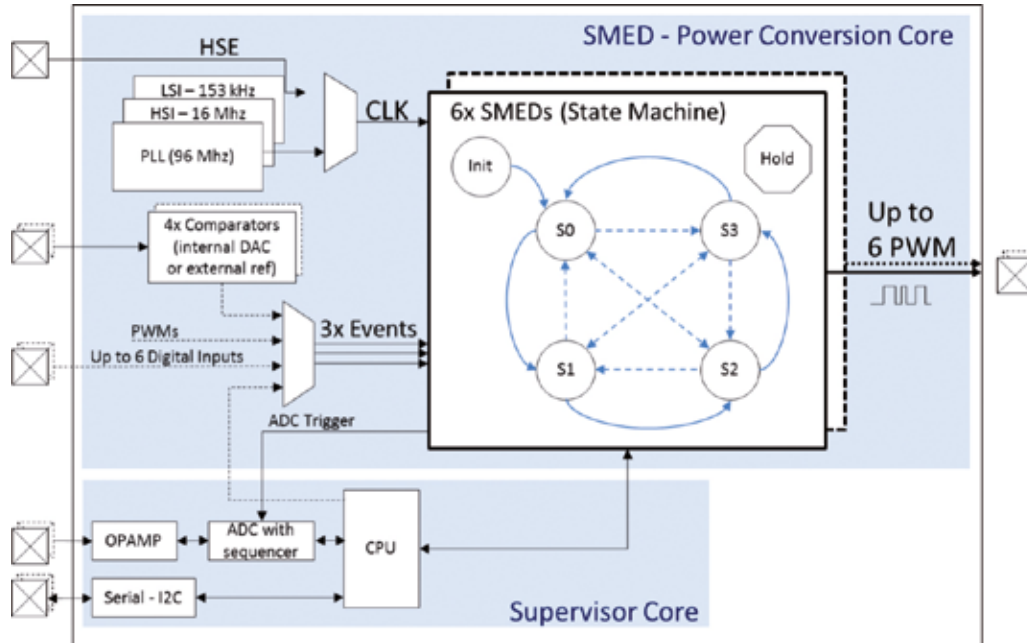 SMED - Power Conversion Core
HSE
LSI – 153 kHz
HSI – 16 Mhz
PLL (96 Mhz)
CLK
6x SMEDs (State Machine)
Init
Hold
S0
S3
S1
S2
4x Comparators
(internal DAC
or external ref)
PWMs
Up to 6 Digital Inputs
3x Events
ADC Trigger
Up to
6 PWM
OPAMP
ADC with
sequencer
CPU
Serial - I2C
Supervisor Core